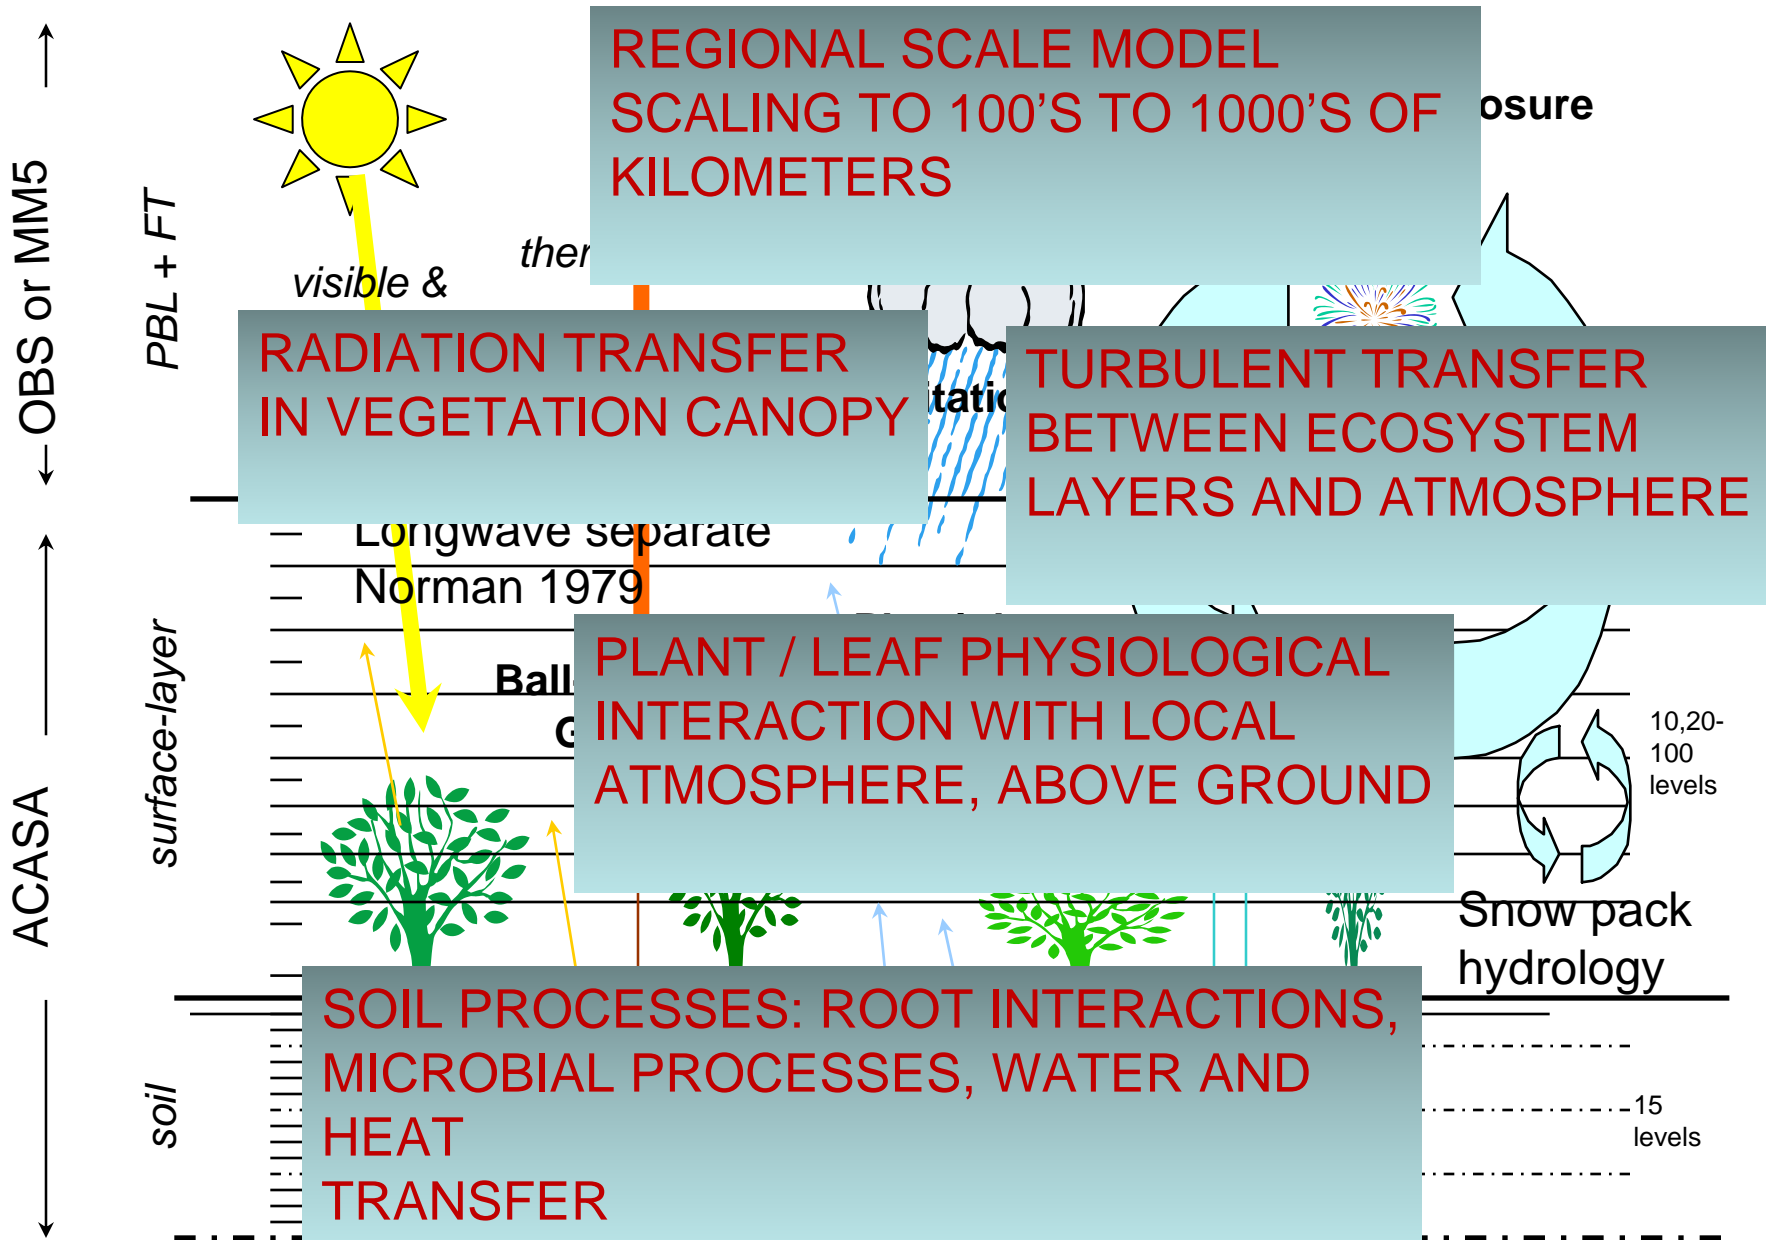 REGIONAL SCALE MODEL
SCALING TO 100'S TO 1000'S OF
KILOMETERS
osure
OBS or MM5
PBL + FT
visible &
RADIATION TRANSFER
IN VEGETATION CANOPY
TURBULENT TRANSFER
BETWEEN ECOSYSTEM
LAYERS AND ATMOSPHERE
Longwave separate
Norman 1979
ACASA
surface-layer
Ball
PLANT / LEAF PHYSIOLOGICAL
INTERACTION WITH LOCAL
ATMOSPHERE, ABOVE GROUND
10,20-
100
levels
Snow pack
hydrology
soil
SOIL PROCESSES: ROOT INTERACTIONS,
MICROBIAL PROCESSES, WATER AND
HEAT
TRANSFER
15
levels